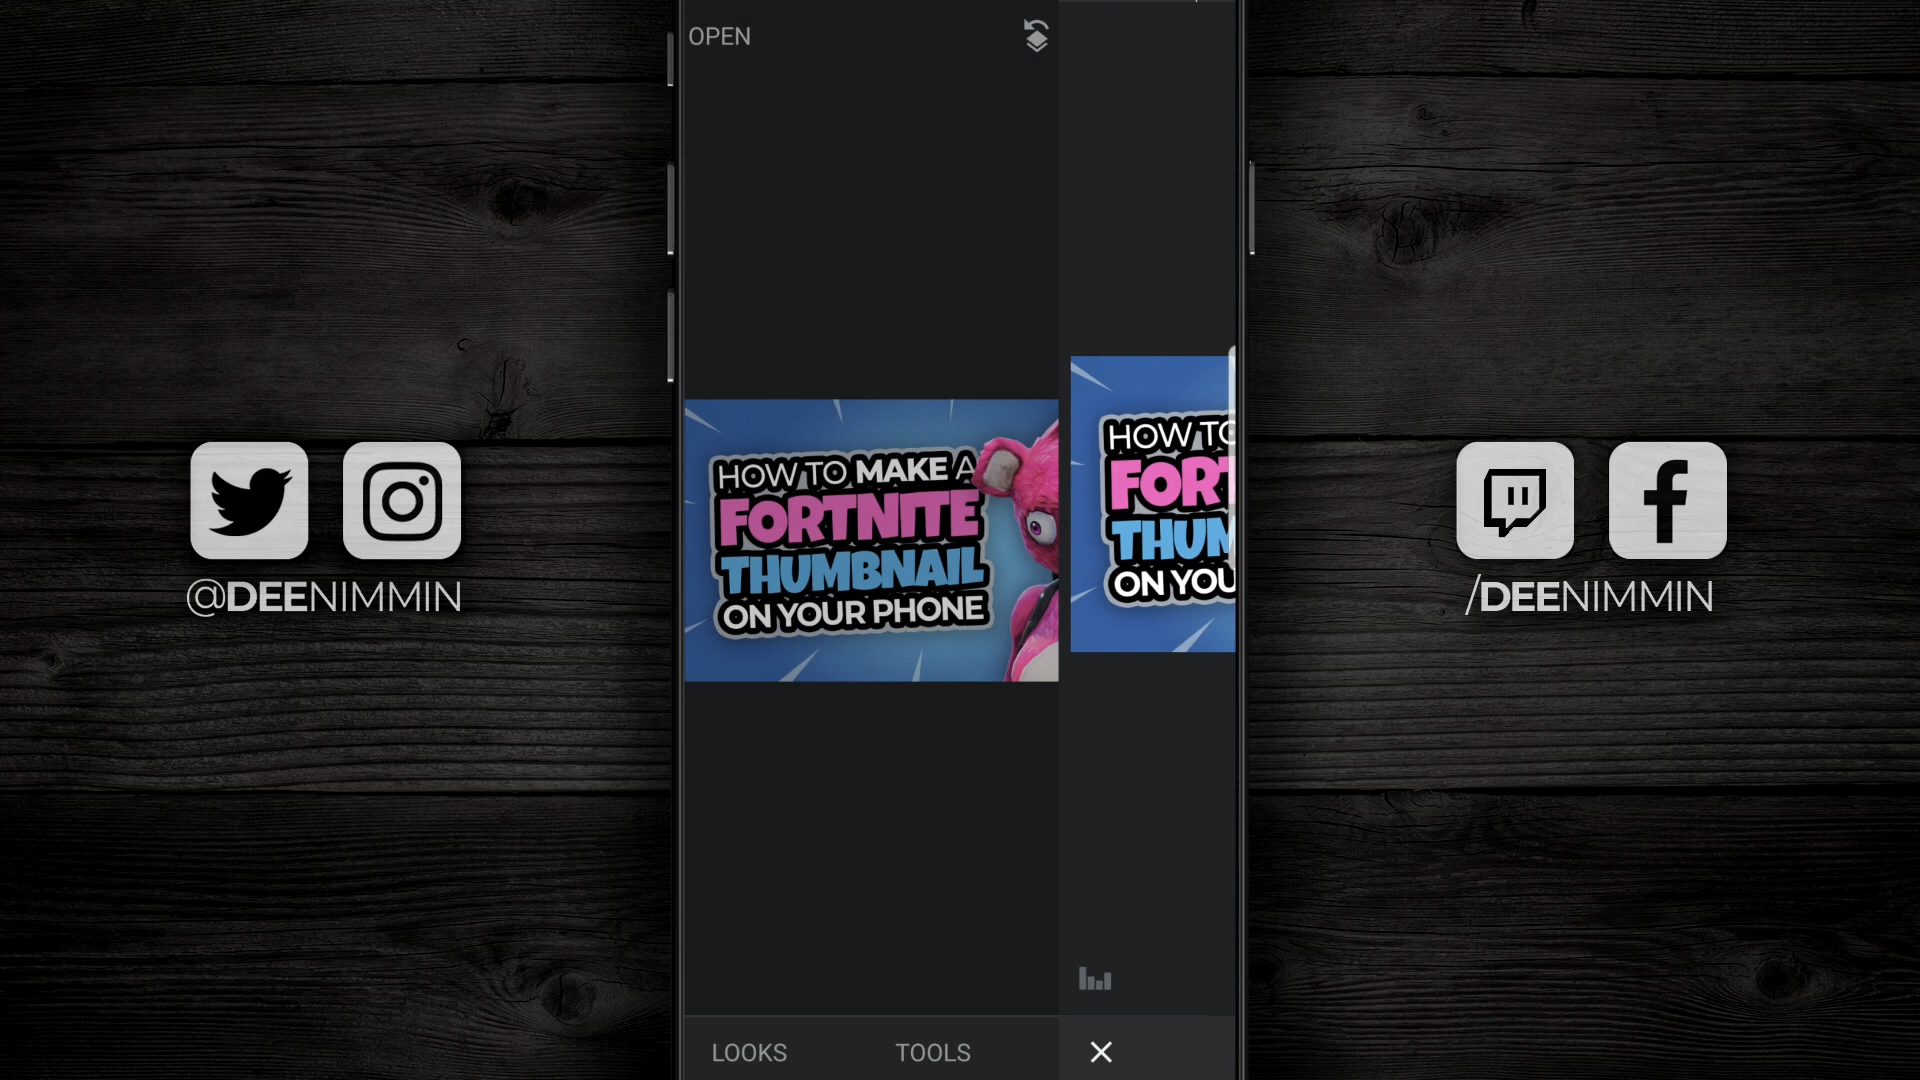 OPEN
HOW TO MAKE A
FORTNITE
THUMBNAIL
ON YOUR PHONE
HOW TO
FORT
THUM
ON YOU
@DEENIMMIN
/DEENIMMIN
LOOKS
TOOLS